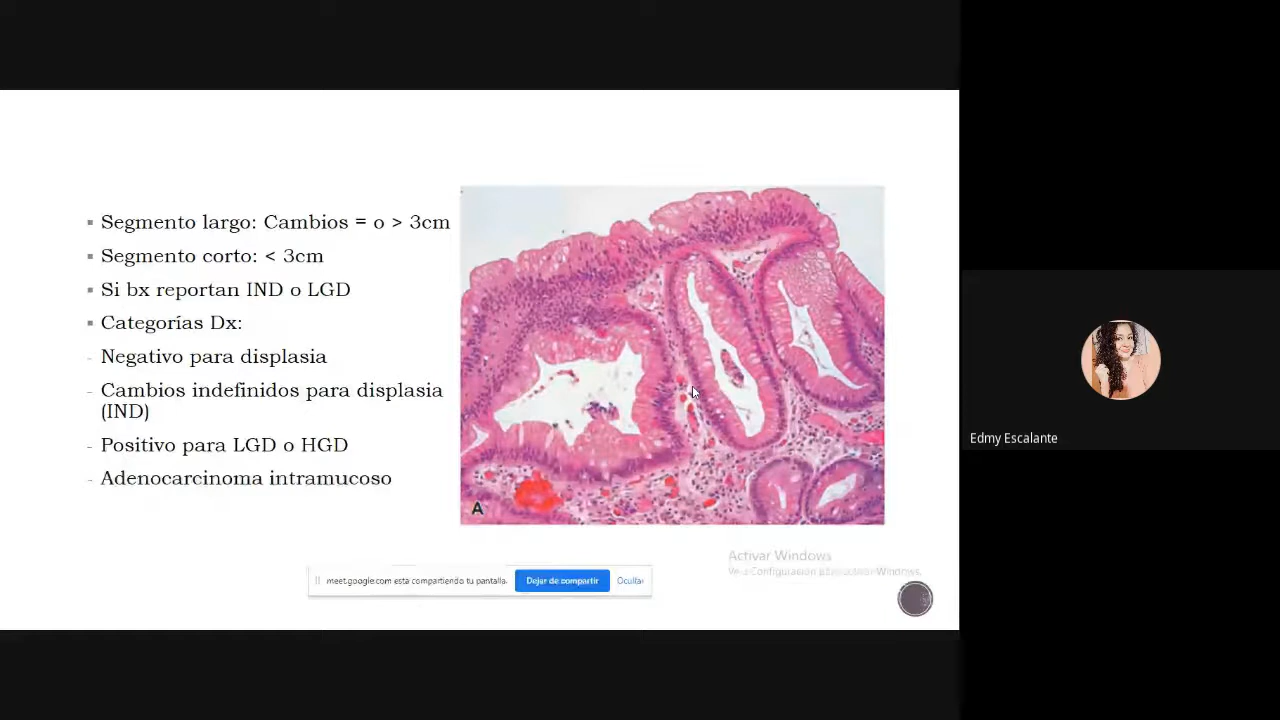 Segmento largo: Cambios = o > 3cm
Segmento corto: < 3cm
Si bx reportan IND o LGD
Categorías Dx:
- Negativo para displasia
- Cambios indefinidos para displasia
(IND)
- Positivo para LGD o HGD
- Adenocarcinoma intramucoso
A
Activar Windows
Configuración Windows.
meet.google.com está compartiendo tu pantalla.
Dejar de compartir
Ocultar
Edmy Escalante